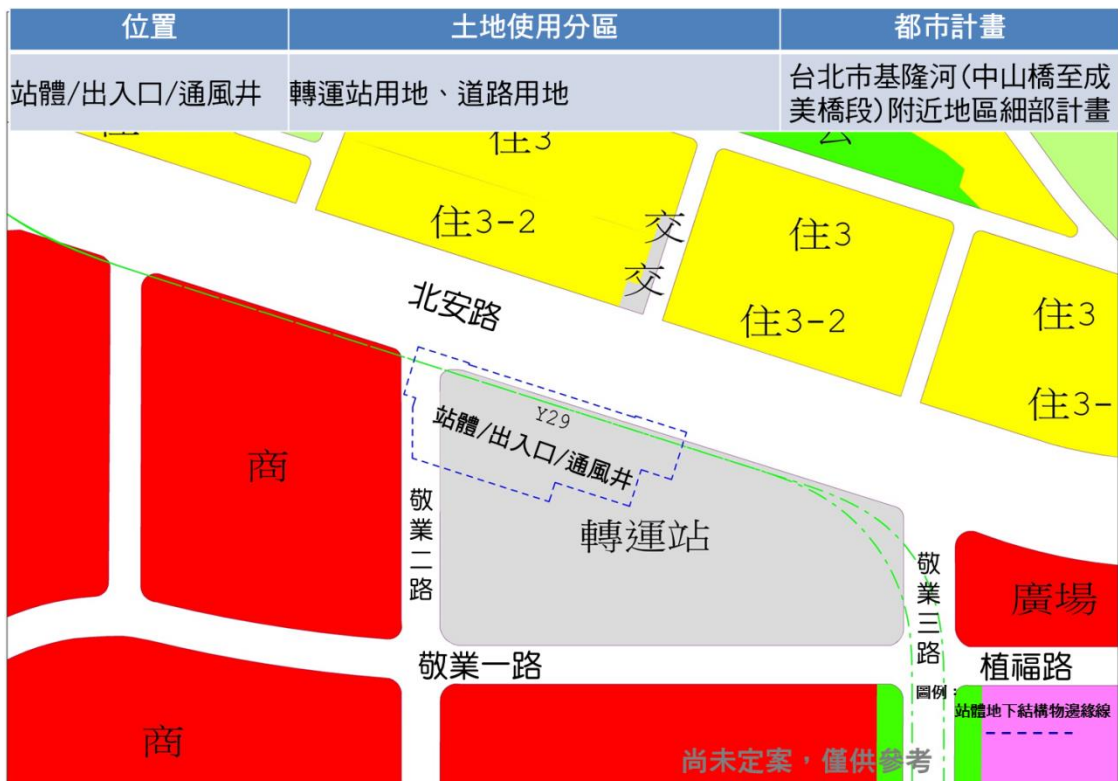 位置
土地使用分區
都市計畫
站體/出入口/通風井
轉運站用地、道路用地
台北市基隆河(中山橋至成
美橋段)附近地區細部計畫
住3
住3-2
交
交
住3
住3-2
住3
住3-
北安路
Y29
站體/出入口/通風井
商
敬業二路
轉運站
敬業三路
廣場
敬業一路
植福路
圖例：
站體地下結構物邊緣線
商
尚未定案，僅供參考